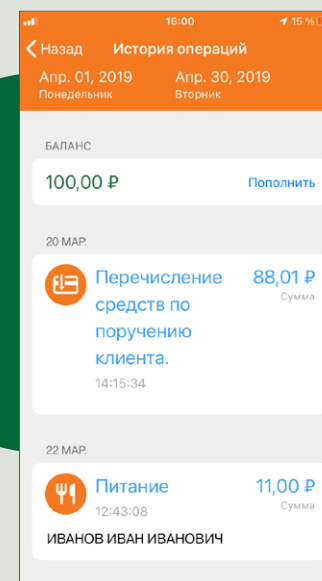 16:00 15 %
Назад История операций
Апр. 01, 2019 Апр. 30, 2019
Понедельник Вторник
БАЛАНС
100,00 ₽ Пополнить
20 МАР.
Перечисление 88,01 ₽
средств по Сумма
поручению
клиента.
14:15:34
22 МАР.
Питание 11,00 ₽
12:43:08 Сумма
ИВАНОВ ИВАН ИВАНОВИЧ